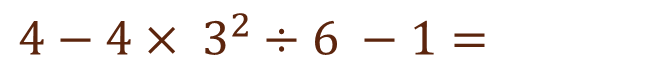 4 − 4 × 3² ÷ 6 − 1 =